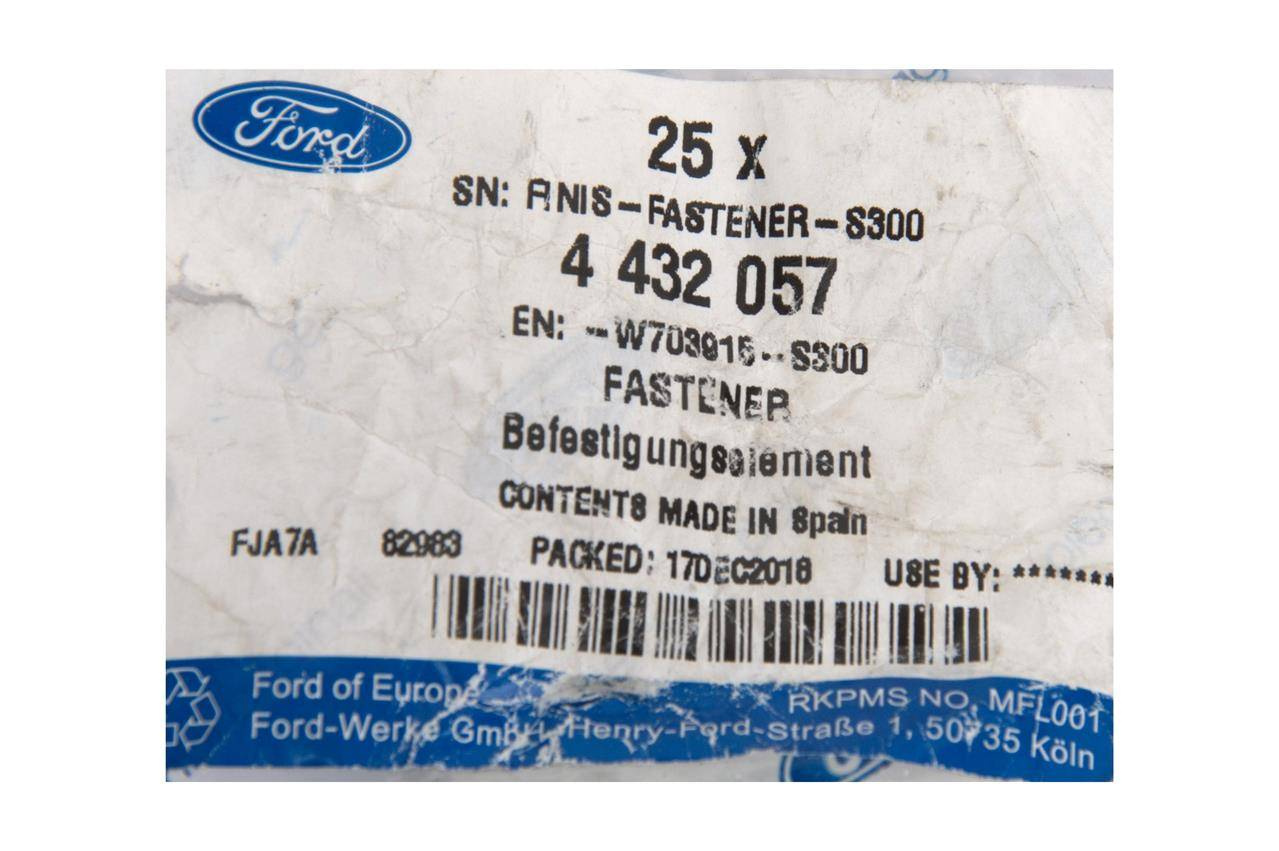 Ford
25 x
SN: FINIS-FASTENER-S300
4 432 057
EN: -W703915--S300
FASTENER
Befestigungselement
CONTENTS MADE IN Spain
FJA7A 82983 PACKED: 17DEC2016 USE BY: *******
Ford of Europe RKPMS NO. MFL001
Ford-Werke GmbH, Henry-Ford-Straße 1, 50735 Köln